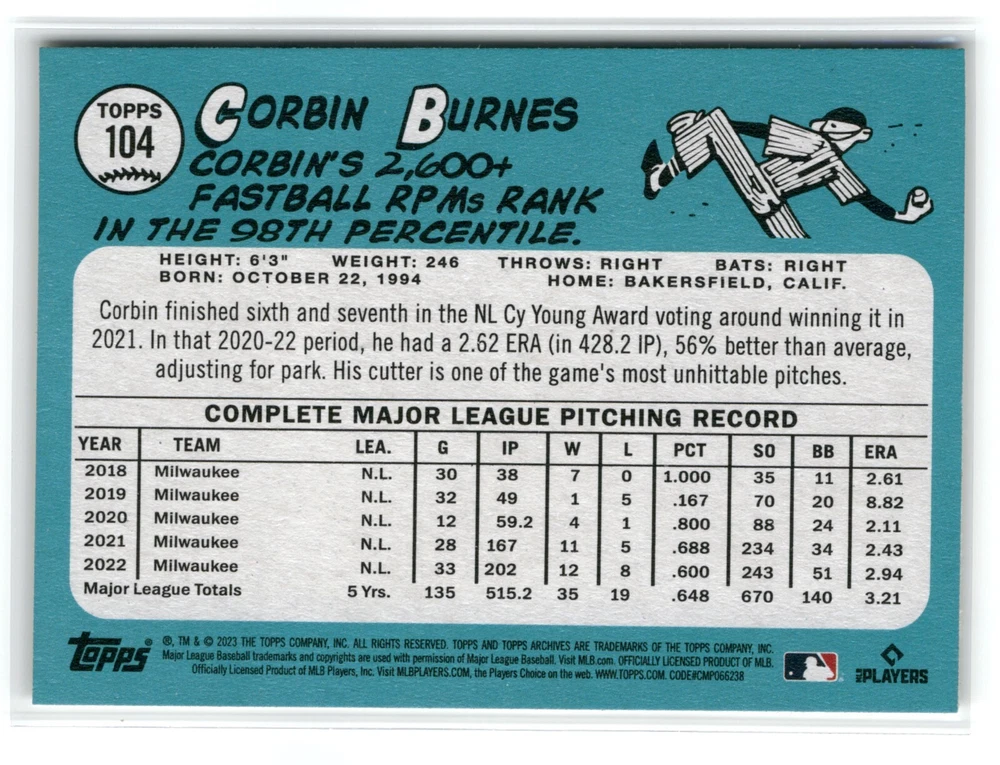 TOPPS
104
CORBIN BURNES
CORBIN'S 2,600+
FASTBALL RPMs RANK
IN THE 98TH PERCENTILE.
HEIGHT: 6'3" WEIGHT: 246 THROWS: RIGHT BATS: RIGHT
BORN: OCTOBER 22, 1994 HOME: BAKERSFIELD, CALIF.
Corbin finished sixth and seventh in the NL Cy Young Award voting around winning it in
2021. In that 2020-22 period, he had a 2.62 ERA (in 428.2 IP), 56% better than average,
adjusting for park. His cutter is one of the game's most unhittable pitches.
COMPLETE MAJOR LEAGUE PITCHING RECORD
YEAR TEAM LEA. G IP W L PCT SO BB ERA
2018 Milwaukee N.L. 30 38 7 0 1.000 35 11 2.61
2019 Milwaukee N.L. 32 49 1 5 .167 70 20 8.82
2020 Milwaukee N.L. 12 59.2 4 1 .800 88 24 2.11
2021 Milwaukee N.L. 28 167 11 5 .688 234 34 2.43
2022 Milwaukee N.L. 33 202 12 8 .600 243 51 2.94
Major League Totals 5 Yrs. 135 515.2 35 19 .648 670 140 3.21
Topps ®
®, TM & © 2023 THE TOPPS COMPANY, INC. ALL RIGHTS RESERVED. TOPPS AND TOPPS ARCHIVES ARE TRADEMARKS OF THE TOPPS COMPANY, INC.
Major League Baseball trademarks and copyrights are used with permission of Major League Baseball. Visit MLB.com. OFFICIALLY LICENSED PRODUCT OF MLB.
Officially Licensed Product of MLB Players, Inc. Visit MLBPLAYERS.COM, the Players Choice on the web. WWW.TOPPS.COM. CODE#CMP066238
MLB PLAYERS